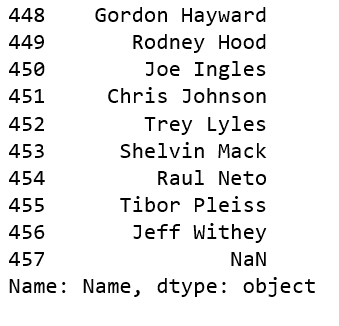 448    Gordon Hayward
449       Rodney Hood
450        Joe Ingles
451     Chris Johnson
452        Trey Lyles
453      Shelvin Mack
454         Raul Neto
455      Tibor Pleiss
456       Jeff Withey
457               NaN
Name: Name, dtype: object